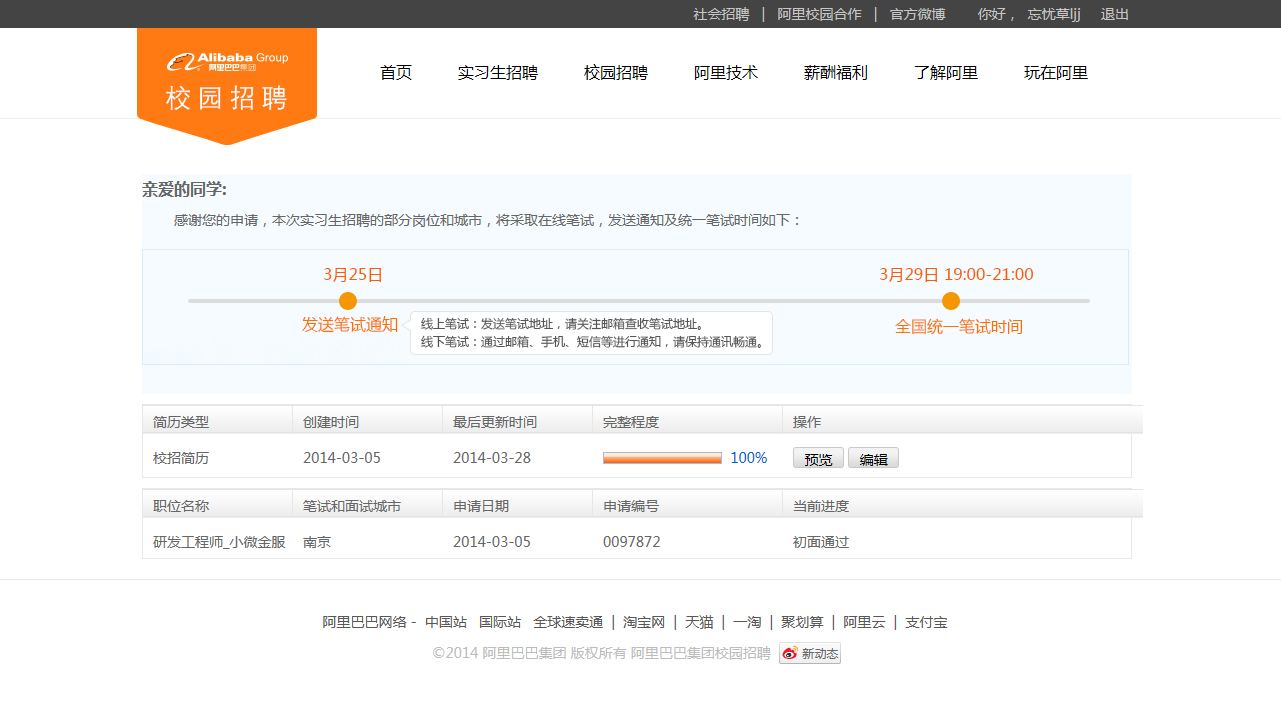 社会招聘 | 阿里校园合作 | 官方微博 你好， 忘忧草ljj 退出
Alibaba Group
阿里巴巴集团
校园招聘
首页 实习生招聘 校园招聘 阿里技术 薪酬福利 了解阿里 玩在阿里
亲爱的同学:
感谢您的申请，本次实习生招聘的部分岗位和城市，将采取在线笔试，发送通知及统一笔试时间如下：
3月25日 3月29日 19:00-21:00
发送笔试通知 全国统一笔试时间
线上笔试：发送笔试地址，请关注邮箱查收笔试地址。
线下笔试：通过邮箱、手机、短信等进行通知，请保持通讯畅通。
简历类型 创建时间 最后更新时间 完整程度 操作
校招简历 2014-03-05 2014-03-28 100% 预览 编辑
职位名称 笔试和面试城市 申请日期 申请编号 当前进度
研发工程师_小微金服 南京 2014-03-05 0097872 初面通过
阿里巴巴网络 - 中国站 国际站 全球速卖通 | 淘宝网 | 天猫 | 一淘 | 聚划算 | 阿里云 | 支付宝
©2014 阿里巴巴集团 版权所有 阿里巴巴集团校园招聘 新动态